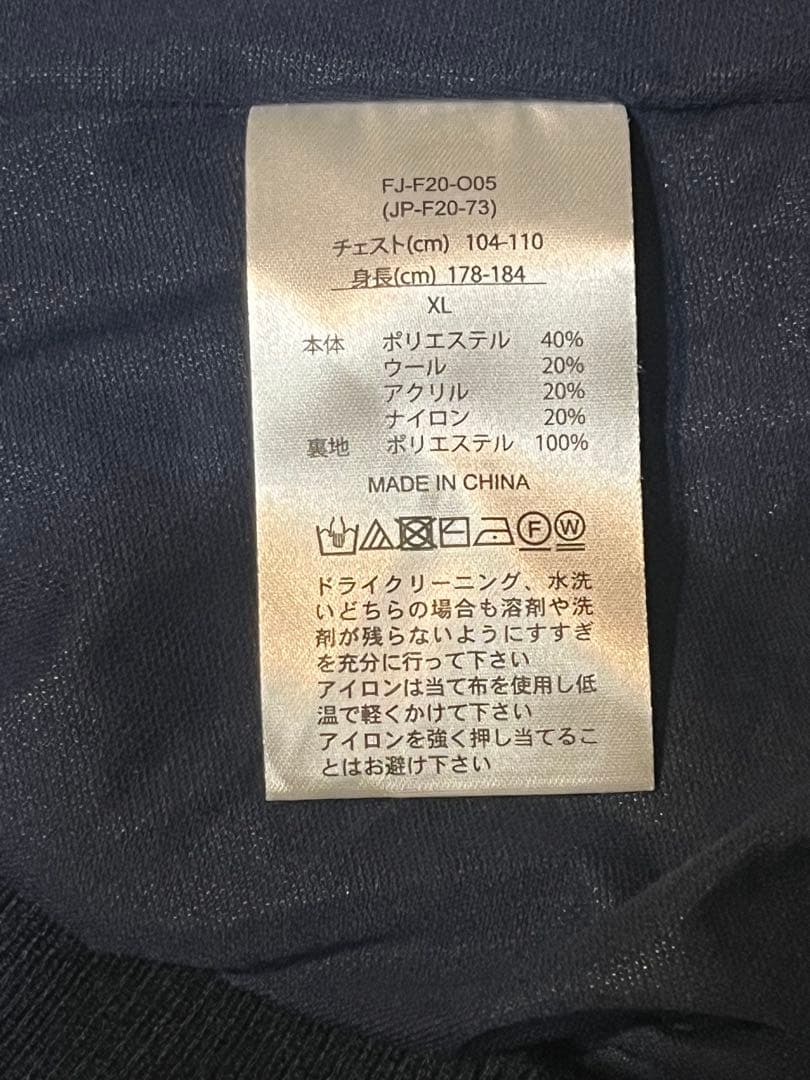 FJ-F20-O05
(JP-F20-73)
チェスト(cm) 104-110
身長(cm) 178-184
XL
本体 ポリエステル 40%
ウール 20%
アクリル 20%
ナイロン 20%
裏地 ポリエステル 100%
MADE IN CHINA
F W
ドライクリーニング、水洗
いどちらの場合も溶剤や洗
剤が残らないようにすすぎ
を充分に行って下さい
アイロンは当て布を使用し低
温で軽くかけて下さい
アイロンを強く押し当てるこ
とはお避け下さい